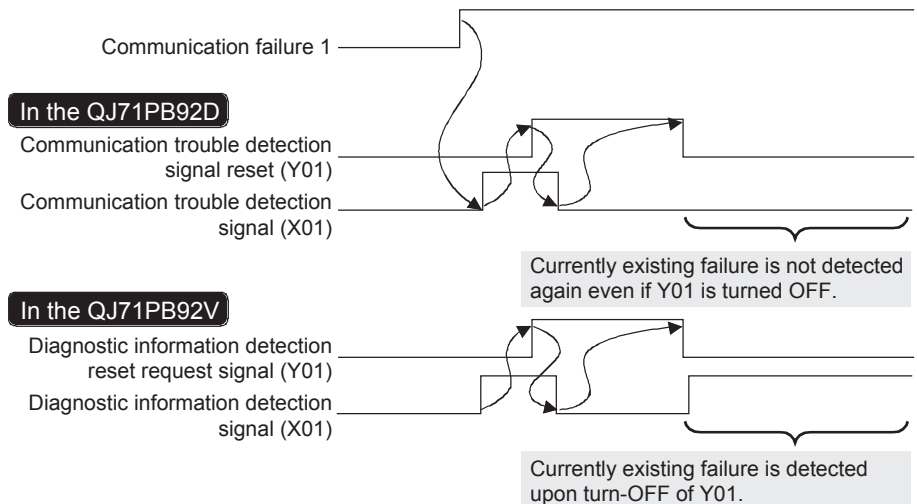 Communication failure 1
In the QJ71PB92D
Communication trouble detection
signal reset (Y01)
Communication trouble detection
signal (X01)
Currently existing failure is not detected
again even if Y01 is turned OFF.
In the QJ71PB92V
Diagnostic information detection
reset request signal (Y01)
Diagnostic information detection
signal (X01)
Currently existing failure is detected
upon turn-OFF of Y01.